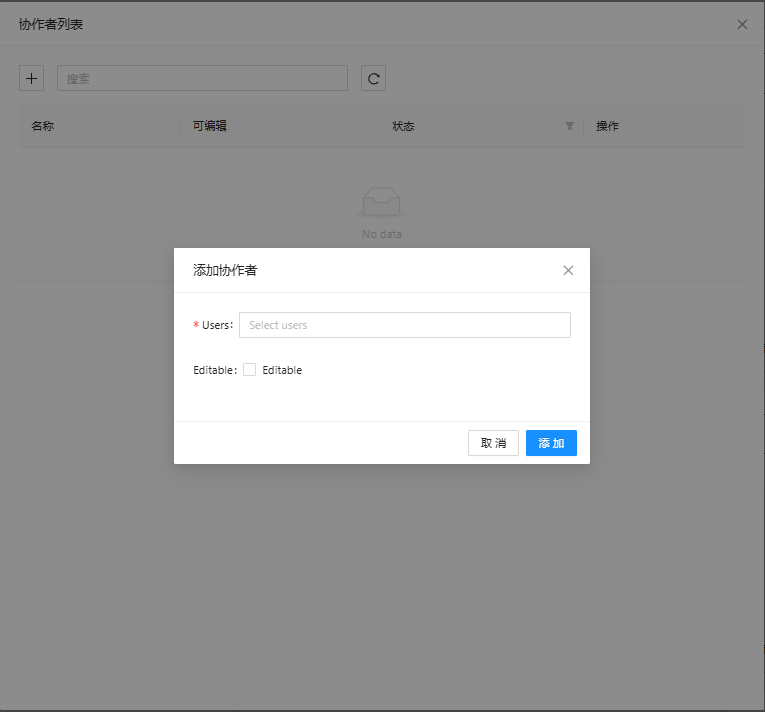 协作者列表
搜索
名称 可编辑 状态 操作
No data
添加协作者
* Users:
Select users
Editable: Editable
取 消 添 加